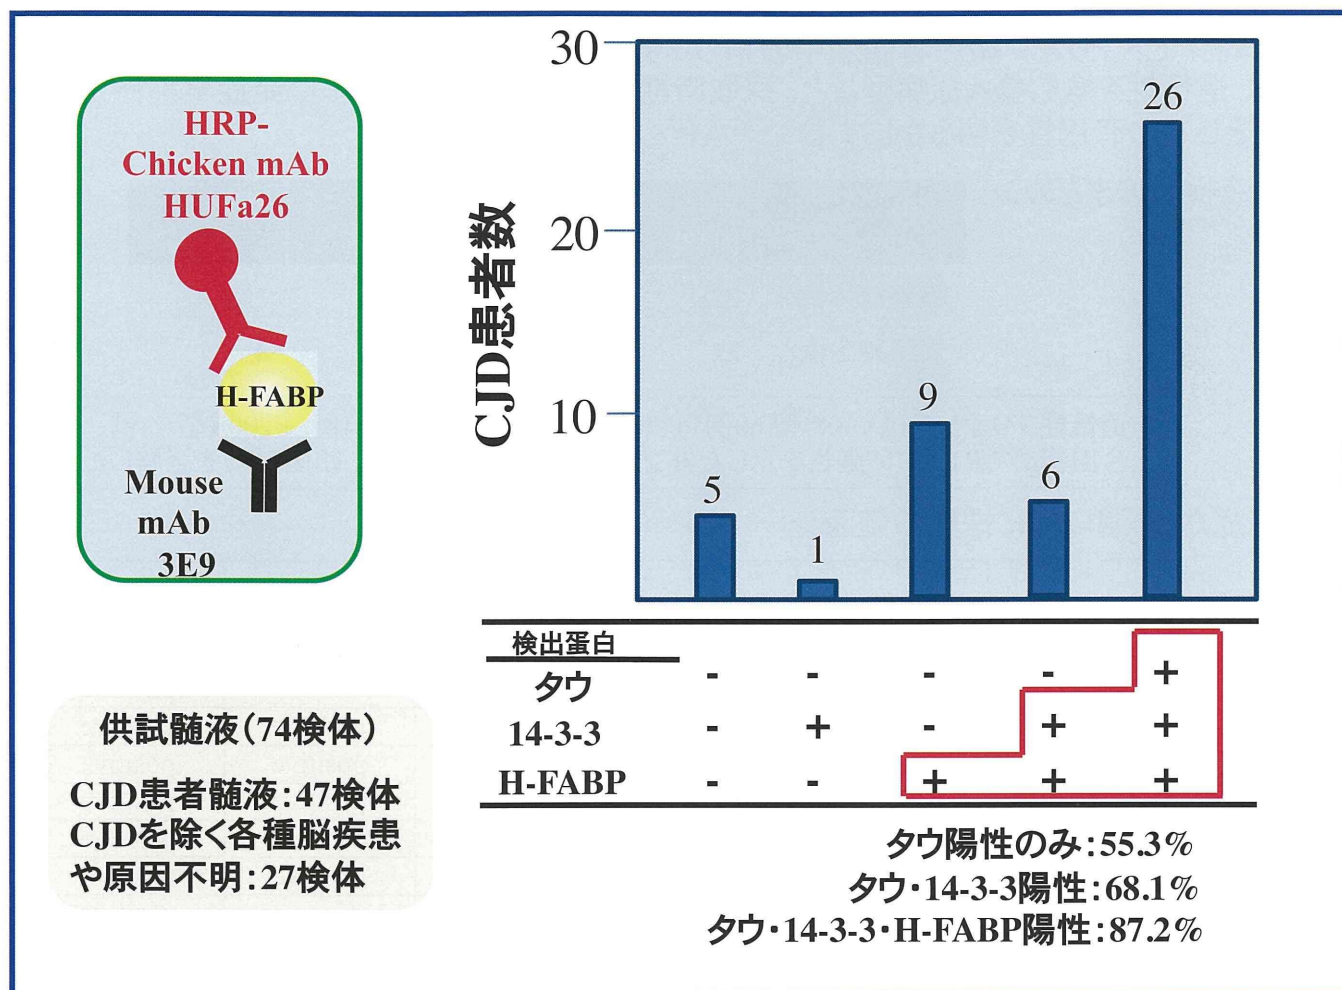 HRP-
Chicken mAb
HUFa26
H-FABP
Mouse
mAb
3E9
供試髄液(74検体)
CJD患者髄液:47検体
CJDを除く各種脳疾患
や原因不明:27検体
CJD患者数
30
20
10
5
1
9
6
26
検出蛋白
タウ - - - - +
14-3-3 - + - + +
H-FABP - - + + +
タウ陽性のみ:55.3%
タウ・14-3-3陽性:68.1%
タウ・14-3-3・H-FABP陽性:87.2%